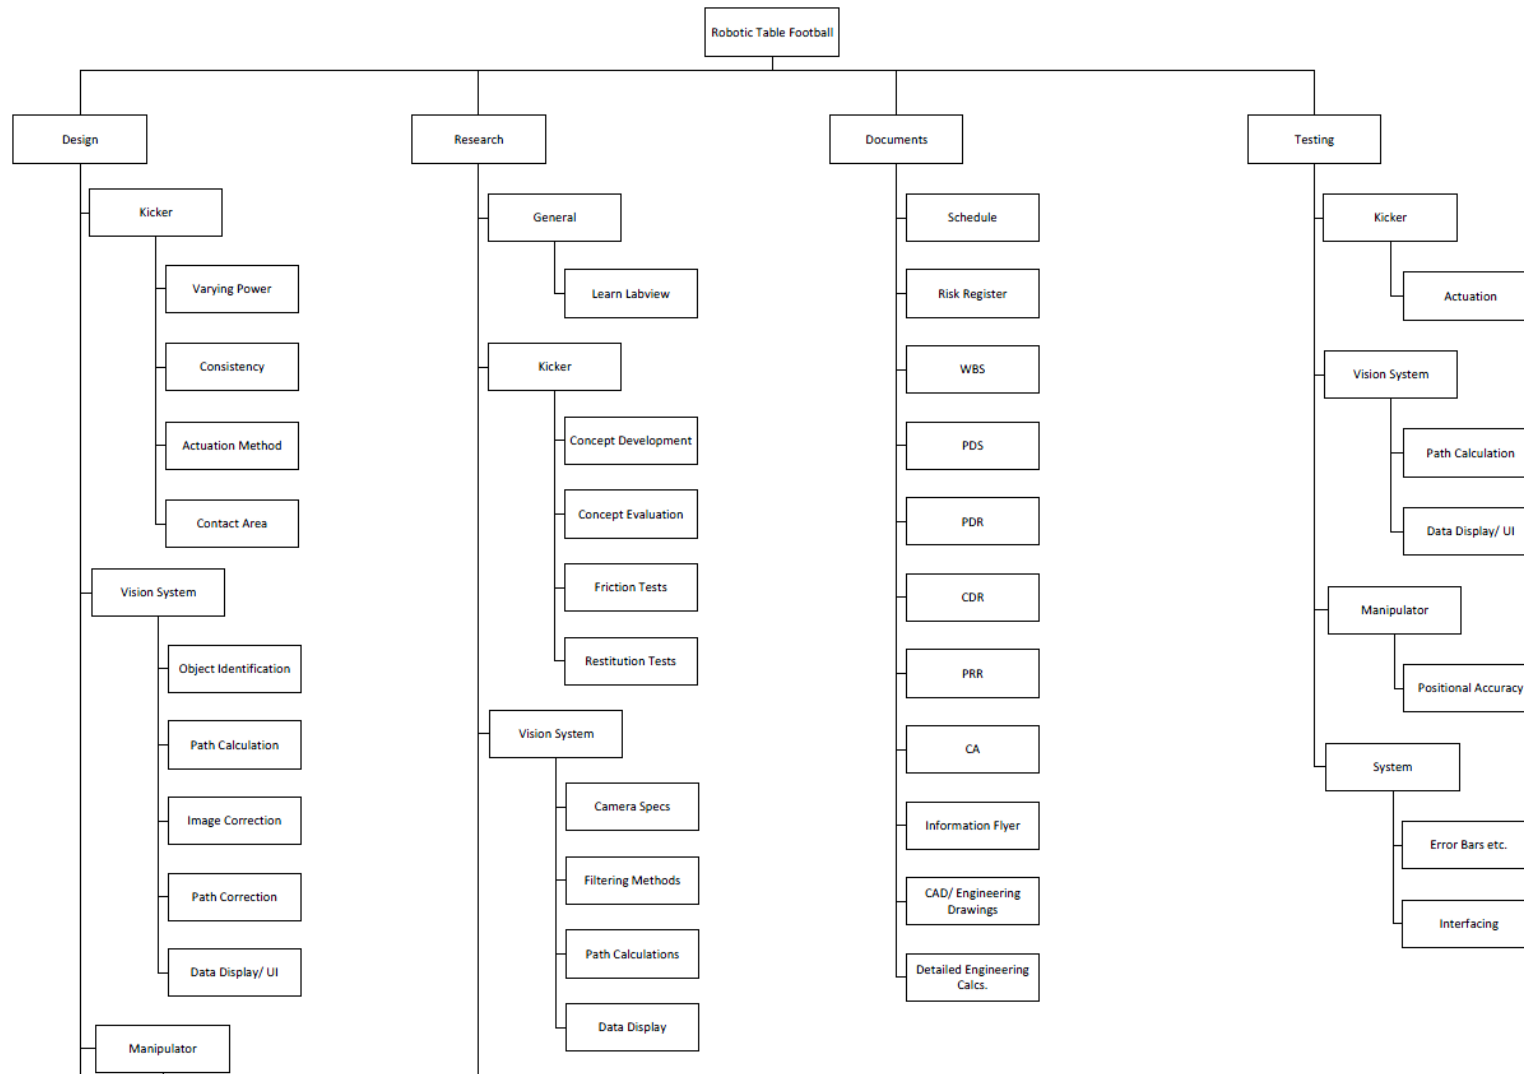 Robotic Table Football
Design
Kicker
Varying Power
Consistency
Actuation Method
Contact Area
Vision System
Object Identification
Path Calculation
Image Correction
Path Correction
Data Display/ UI
Manipulator
Research
General
Learn Labview
Kicker
Concept Development
Concept Evaluation
Friction Tests
Restitution Tests
Vision System
Camera Specs
Filtering Methods
Path Calculations
Data Display
Documents
Schedule
Risk Register
WBS
PDS
PDR
CDR
PRR
CA
Information Flyer
CAD/ Engineering
Drawings
Detailed Engineering
Calcs.
Testing
Kicker
Actuation
Vision System
Path Calculation
Data Display/ UI
Manipulator
Positional Accuracy
System
Error Bars etc.
Interfacing